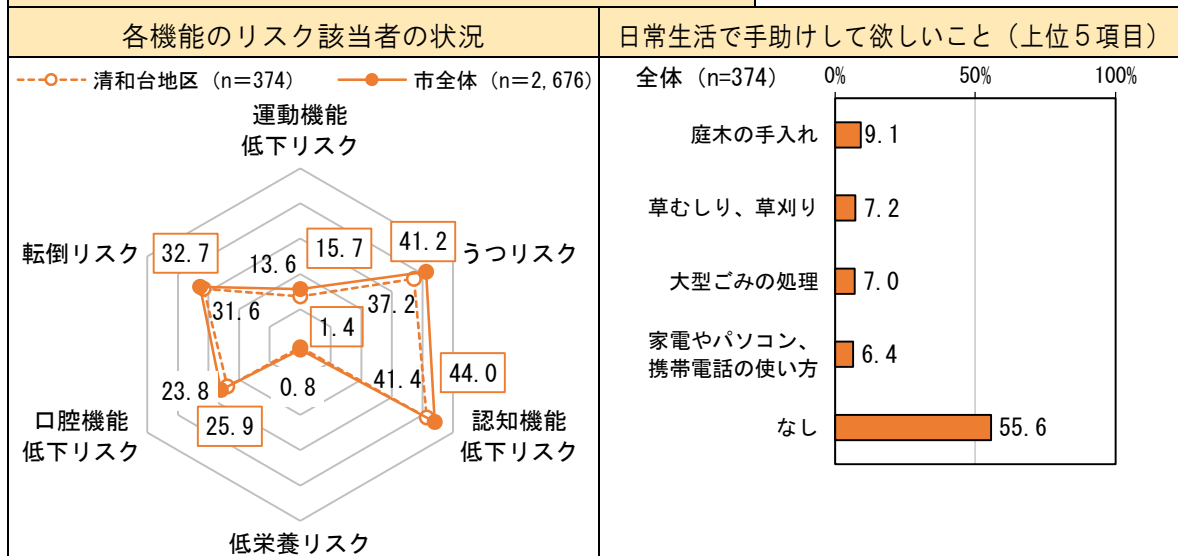 各機能のリスク該当者の状況
清和台地区（n＝374）
市全体（n＝2,676）
運動機能
低下リスク
転倒リスク
32.7
13.6
15.7
41.2
うつリスク
31.6
37.2
1.4
23.8
0.8
41.4
44.0
口腔機能
低下リスク
25.9
認知機能
低下リスク
低栄養リスク
日常生活で手助けして欲しいこと（上位５項目）
全体（n=374）
0%
50%
100%
庭木の手入れ
9.1
草むしり、草刈り
7.2
大型ごみの処理
7.0
家電やパソコン、
携帯電話の使い方
6.4
なし
55.6